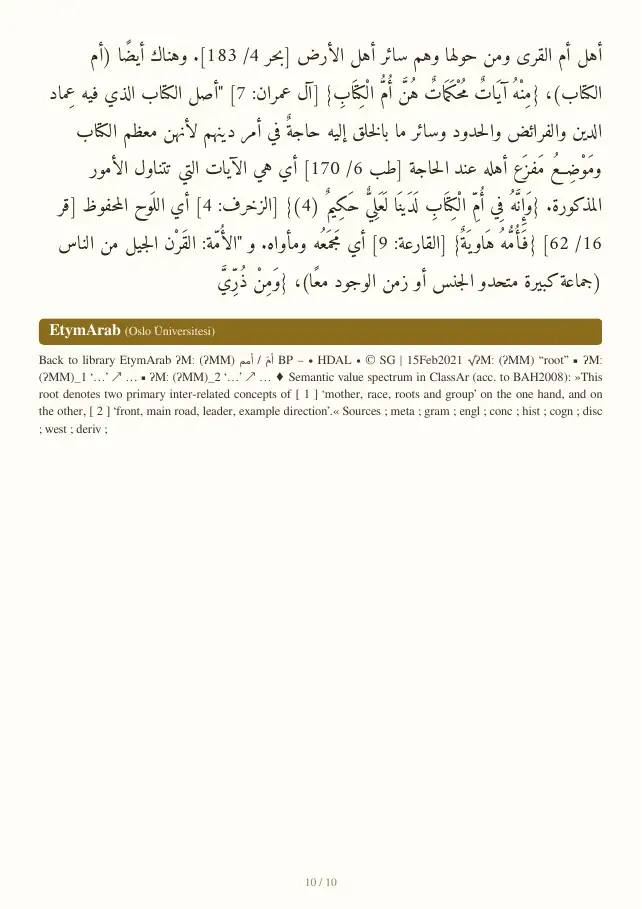 أهل أم القرى ومن حولها وهم سائر أهل الأرض [بحر 4/ 183]. وهناك أيضًا (أم
الكتاب)، {مِنْهُ آيَاتٌ مُحْكَمَاتٌ هُنَّ أُمُّ الْكِتَابِ} [آل عمران: 7] "أصل الكتاب الذي فيه عِماد
الدين والفرائض والحدود وسائر ما بالخلق إليه حاجةٌ في أمر دينهم لأنهن معظم الكتاب
ومَوْضِعُ مَفزَع أهله عند الحاجة [طب 6/ 170] أي هي الآيات التي تتناول الأمور
المذكورة. {وَإِنَّهُ فِي أُمِّ الْكِتَابِ لَدَيْنَا لَعَلِيٌّ حَكِيمٌ (4)} [الزخرف: 4] أي اللَوح المحفوظ [قر
16/ 62] {فَأُمُّهُ هَاوِيَةٌ} [القارعة: 9] أي مَجمَعُه ومأواه. و "الأُمّة: القَرْن الجيل من الناس
(جماعة كبيرة متحدو الجنس أو زمن الوجود معًا)، {وَمِنْ ذُرِّيَّ
EtymArab (Oslo Üniversitesi)
Back to library EtymArab ʔMː (ʔMM) أمّ / أمم BP – • HDAL • © SG | 15Feb2021 √ʔMː (ʔMM) “root” ▪ ʔMː
(ʔMM)_1 ‘…’ ↗ … ▪ ʔMː (ʔMM)_2 ‘…’ ↗ … ♦ Semantic value spectrum in ClassAr (acc. to BAH2008): »This
root denotes two primary inter-related concepts of [ 1 ] ‘mother, race, roots and group’ on the one hand, and on
the other, [ 2 ] ‘front, main road, leader, example direction’.« Sources ; meta ; gram ; engl ; conc ; hist ; cogn ; disc
; west ; deriv ;
10 / 10